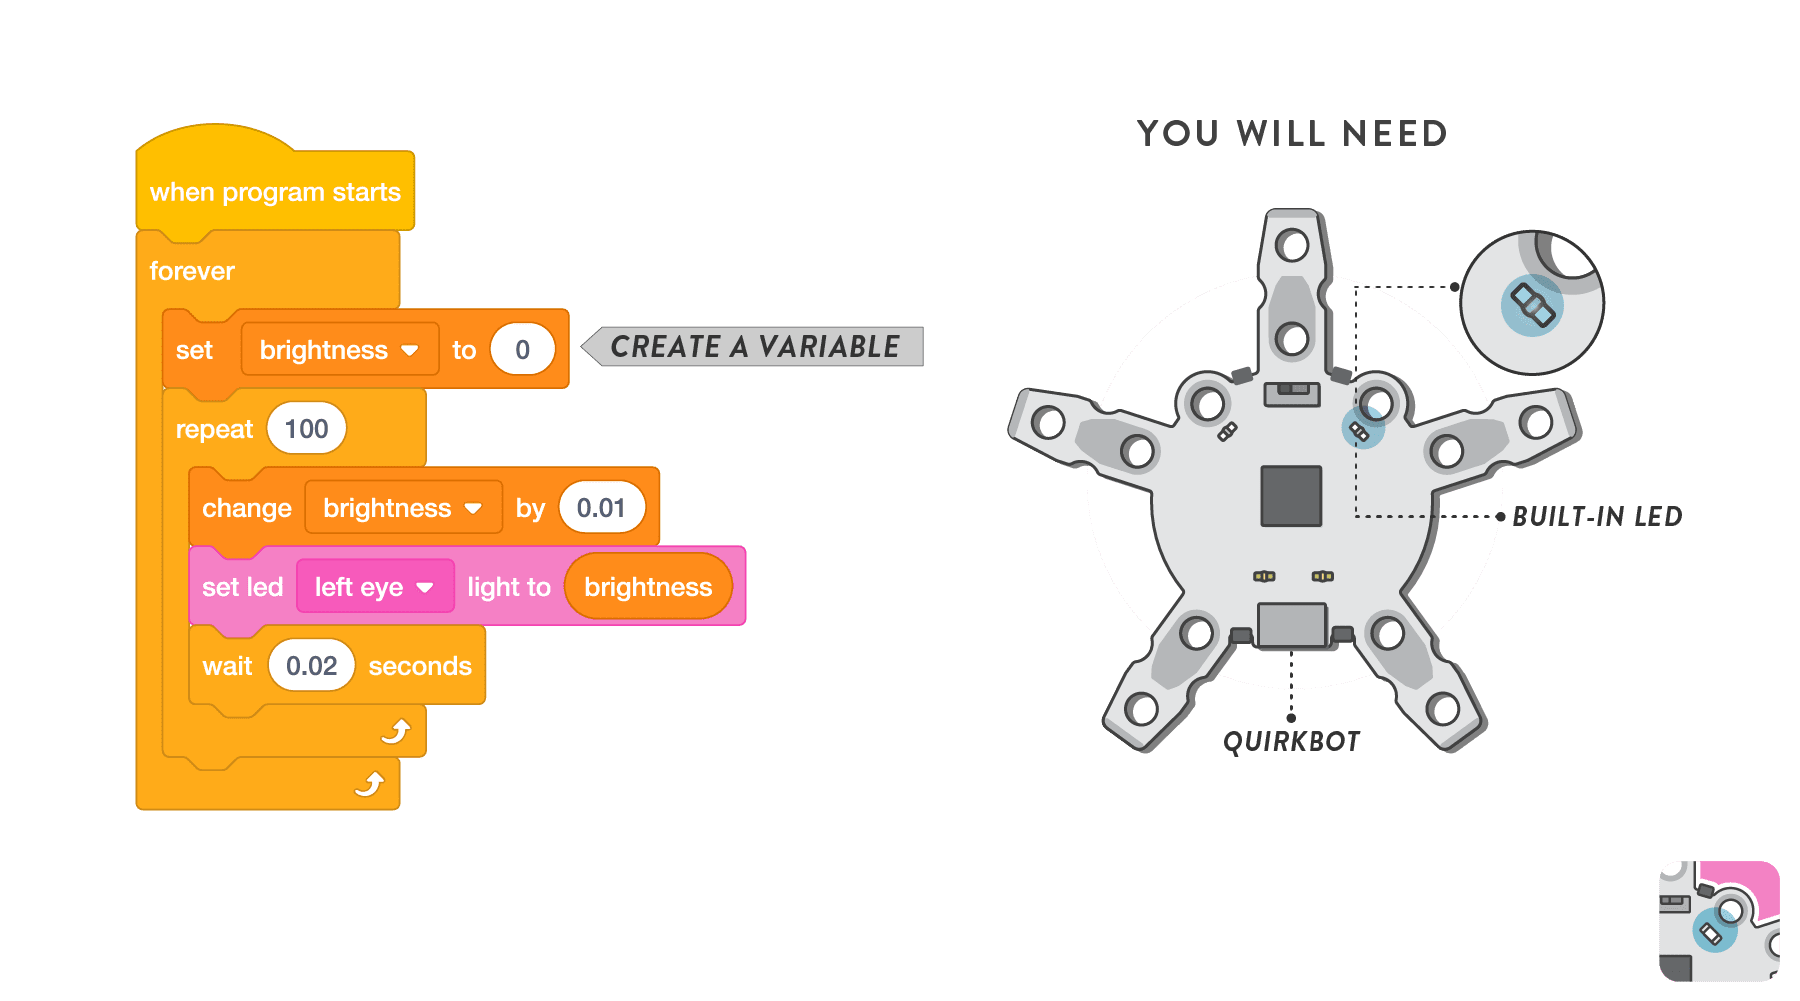 when program starts
forever
set brightness to 0
CREATE A VARIABLE
repeat 100
change brightness by 0.01
set led left eye light to brightness
wait 0.02 seconds
YOU WILL NEED
BUILT-IN LED
QUIRKBOT